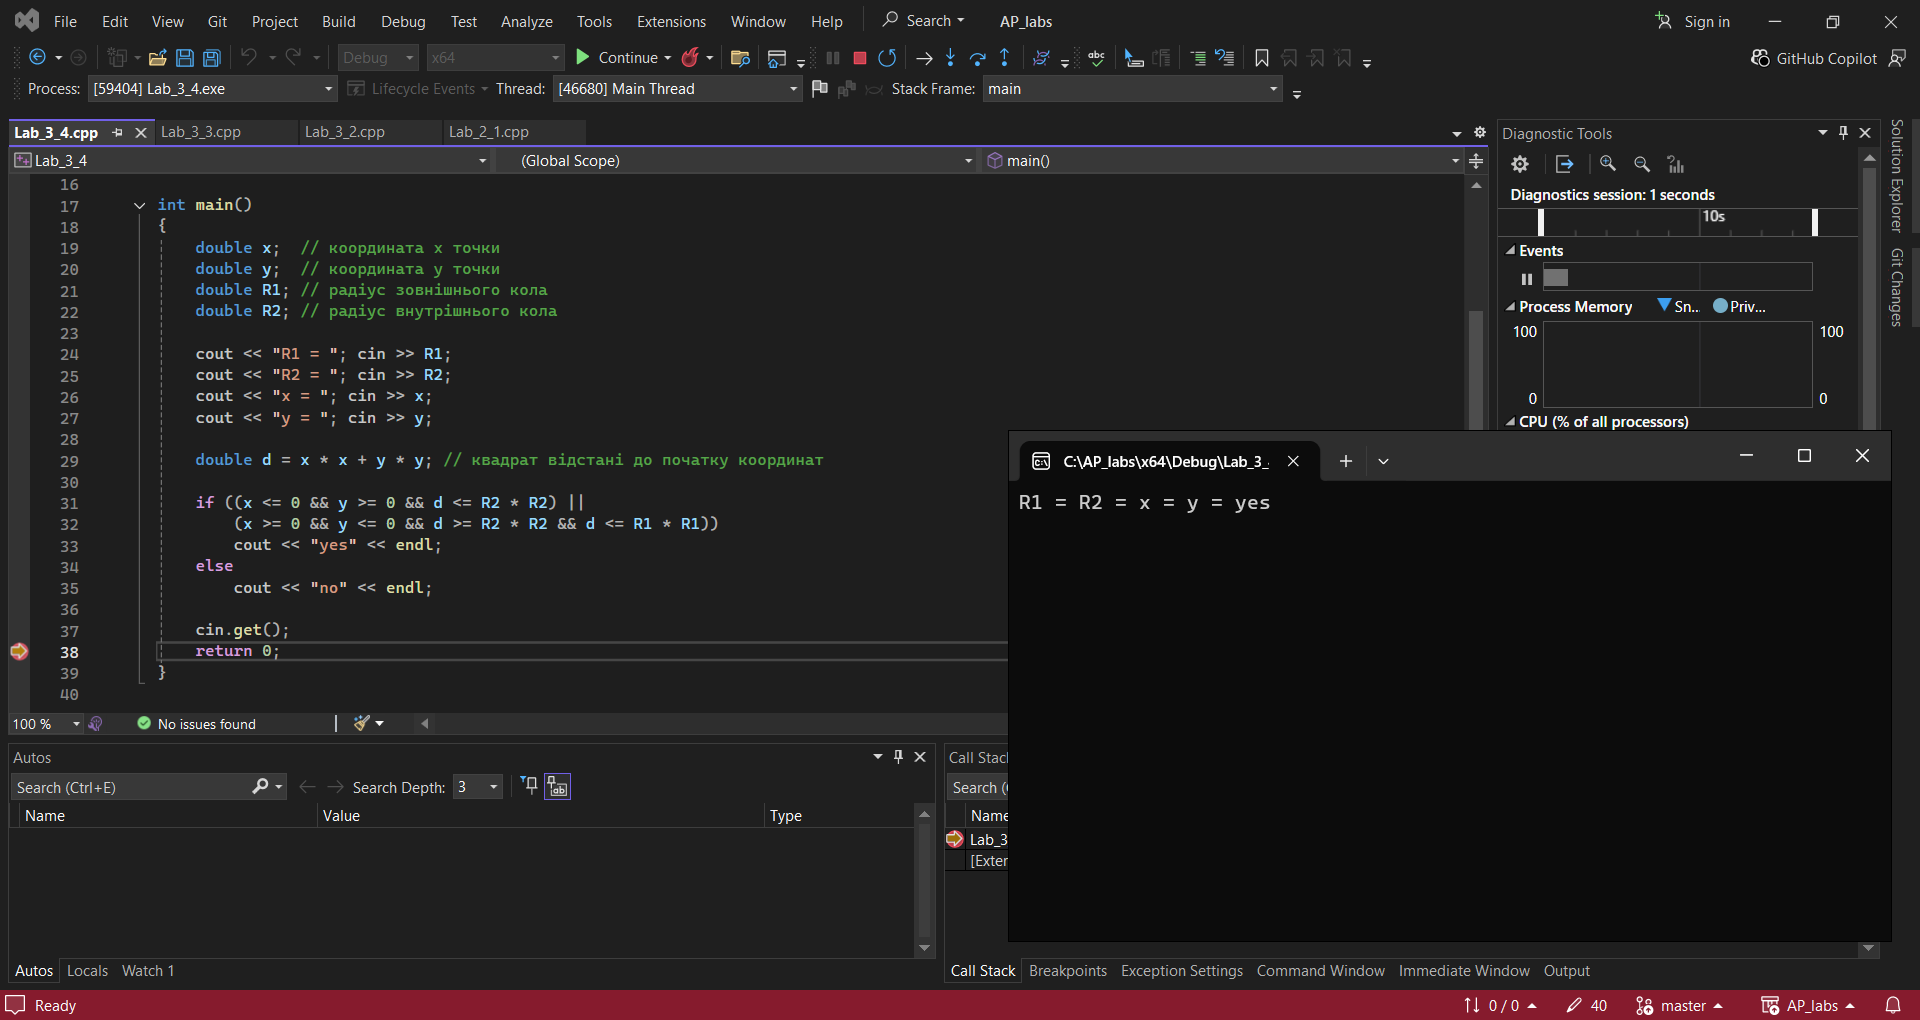 File Edit View Git Project Build Debug Test Analyze Tools Extensions Window Help Search AP_labs Sign in
Debug x64 Continue abc GitHub Copilot
Process: [59404] Lab_3_4.exe Lifecycle Events Thread: [46680] Main Thread Stack Frame: main
Lab_3_4.cpp Lab_3_3.cpp Lab_3_2.cpp Lab_2_1.cpp
Lab_3_4 (Global Scope) main()
16
17 int main()
18 {
19 double x; // координата x точки
20 double y; // координата y точки
21 double R1; // радіус зовнішнього кола
22 double R2; // радіус внутрішнього кола
23
24 cout << "R1 = "; cin >> R1;
25 cout << "R2 = "; cin >> R2;
26 cout << "x = "; cin >> x;
27 cout << "y = "; cin >> y;
28
29 double d = x * x + y * y; // квадрат відстані до початку координат
30
31 if ((x <= 0 && y >= 0 && d <= R2 * R2) ||
32 (x >= 0 && y <= 0 && d >= R2 * R2 && d <= R1 * R1))
33 cout << "yes" << endl;
34 else
35 cout << "no" << endl;
36
37 cin.get();
38 return 0;
39 }
40
100 % No issues found
Diagnostic Tools
Diagnostics session: 1 seconds
10s
Events
Process Memory Sn... Priv...
100 100
0 0
CPU (% of all processors)
Solution Explorer
Git Changes
C:\AP_labs\x64\Debug\Lab_3_
R1 = R2 = x = y = yes
Autos
Search (Ctrl+E) Search Depth: 3
Name Value Type
Autos Locals Watch 1
Call Stac
Search (
Name
Lab_3
[Exter
Call Stack Breakpoints Exception Settings Command Window Immediate Window Output
Ready 0 / 0 40 master AP_labs